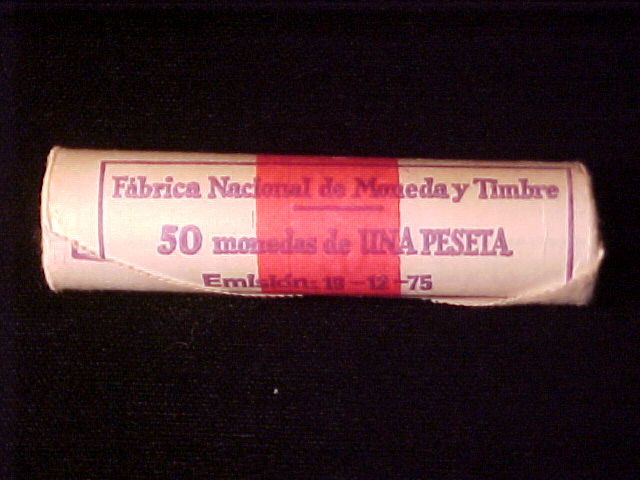 Fábrica Nacional de Moneda y Timbre
50 monedas de UNA PESETA
Emisión: 18-12-75